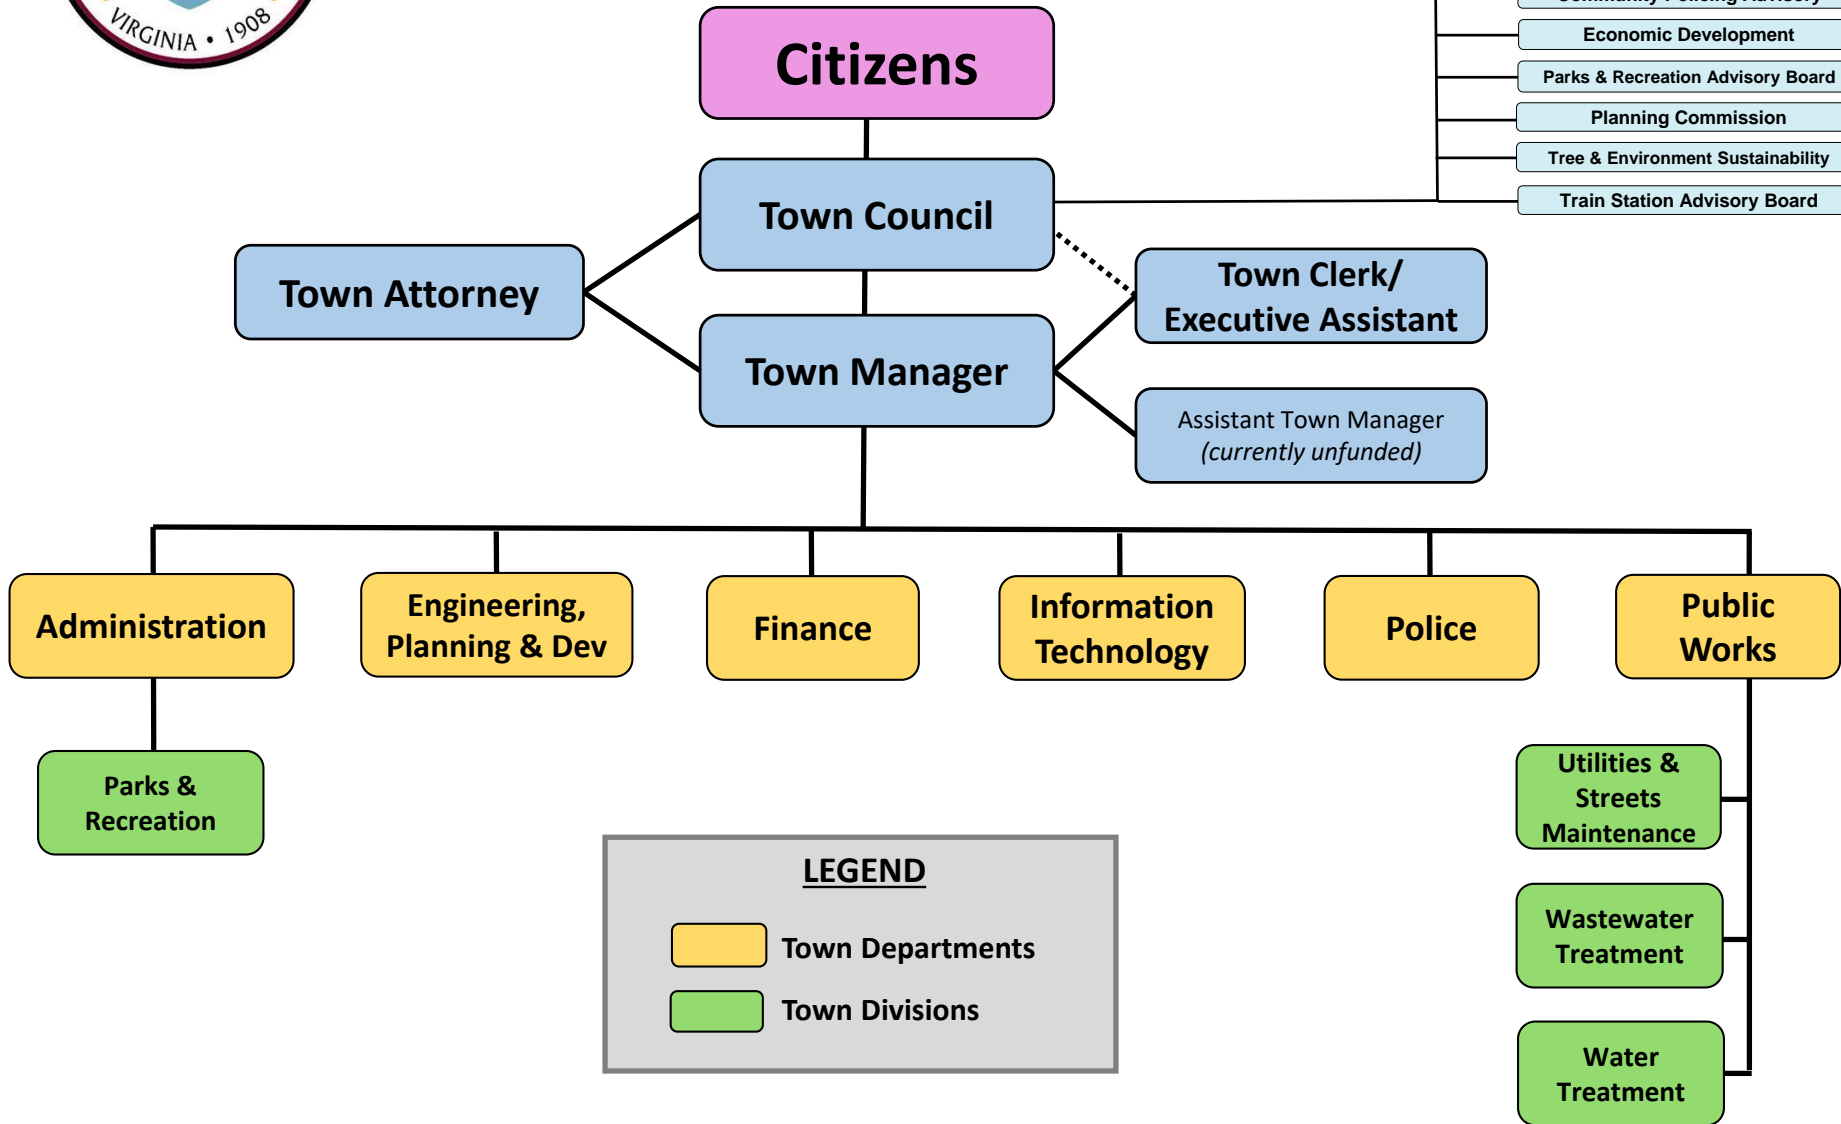 VIRGINIA • 1908
Community Policing Advisory
Economic Development
Parks & Recreation Advisory Board
Planning Commission
Tree & Environment Sustainability
Train Station Advisory Board
Citizens
Town Council
Town Attorney
Town Clerk/
Executive Assistant
Town Manager
Assistant Town Manager
(currently unfunded)
Administration
Engineering,
Planning & Dev
Finance
Information
Technology
Police
Public
Works
Parks &
Recreation
Utilities &
Streets
Maintenance
Wastewater
Treatment
Water
Treatment
LEGEND
Town Departments
Town Divisions